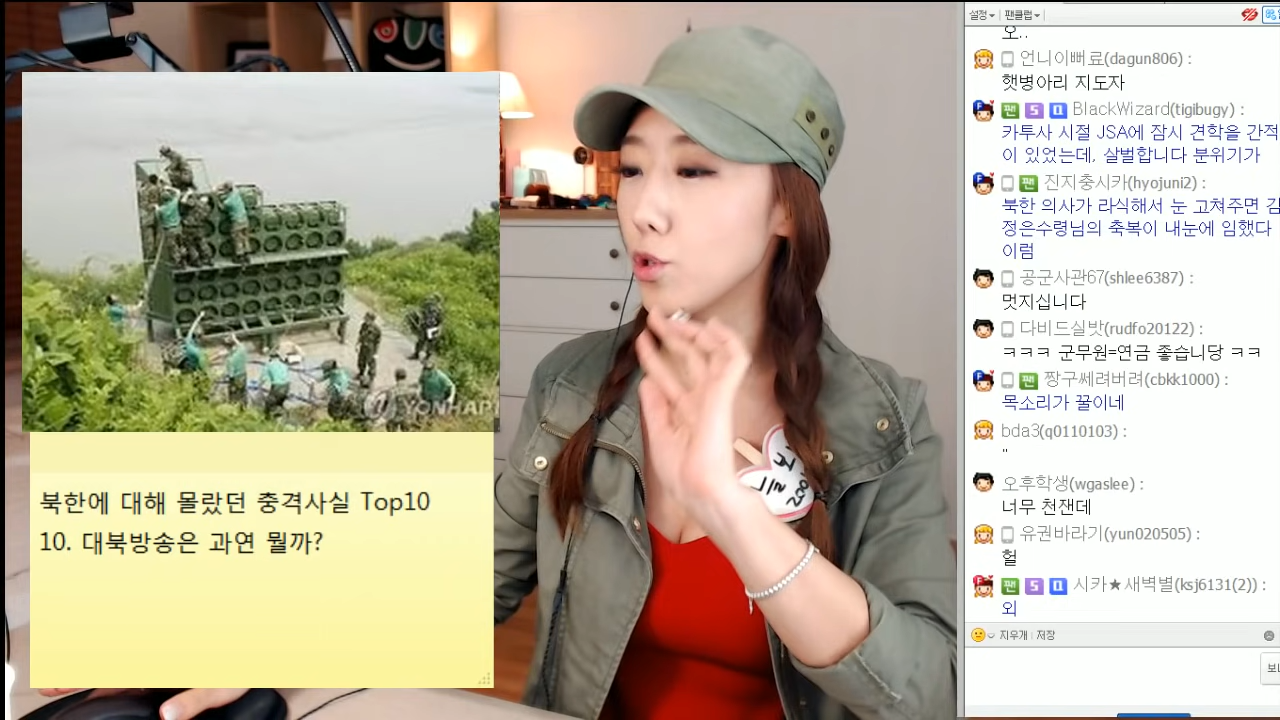 YONHAP
북한에 대해 몰랐던 충격사실 Top10
10. 대북방송은 과연 뭘까?
설정 팬클럽
오..
언니이뻐료(dagun806) :
햇병아리 지도자
팬 S BlackWizard(tigibugy) :
카투사 시절 JSA에 잠시 견학을 간적
이 있었는데, 살벌합니다 분위기가
팬 진지충시카(hyojuni2) :
북한 의사가 라식해서 눈 고쳐주면 김
정은수령님의 축복이 내눈에 임했다
이럼
공군사관67(shlee6387) :
멋지십니다
다비드실밧(rudfo20122) :
ㅋㅋㅋ 군무원=연금 좋습니당 ㅋㅋ
팬 짱구쎄려버려(cbkk1000) :
목소리가 꿀이네
bda3(q0110103) :
"
오후학생(wgaslee) :
너무 천잰데
유권바라기(yun020505) :
헐
팬 S 시카★새벽별(ksj6131(2)) :
외
지우개 저장